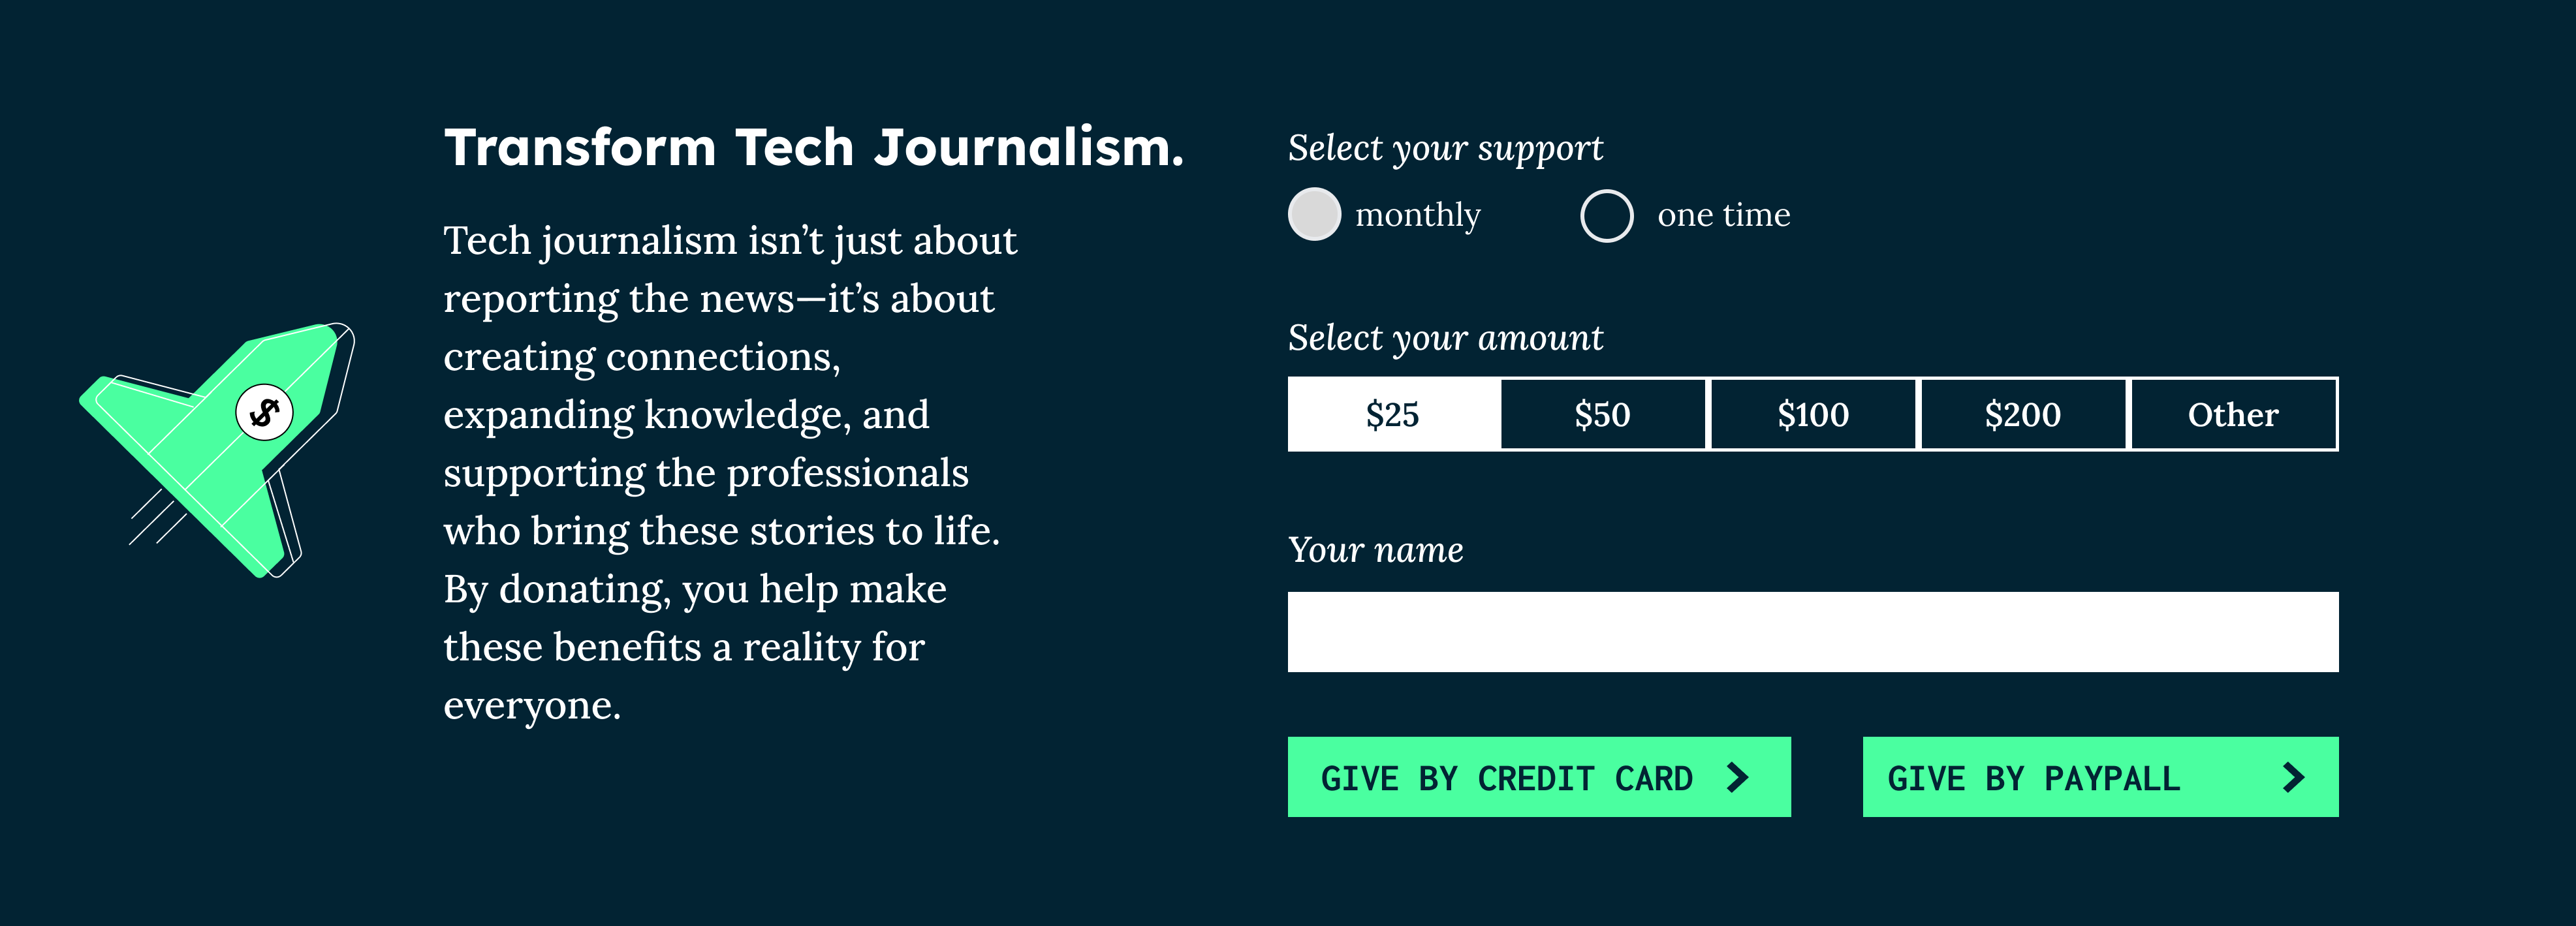 Transform Tech Journalism.
Tech journalism isn’t just about
reporting the news—it’s about
creating connections,
expanding knowledge, and
supporting the professionals
who bring these stories to life.
By donating, you help make
these benefits a reality for
everyone.
$
Select your support
monthly one time
Select your amount
$25 $50 $100 $200 Other
Your name
GIVE BY CREDIT CARD GIVE BY PAYPALL